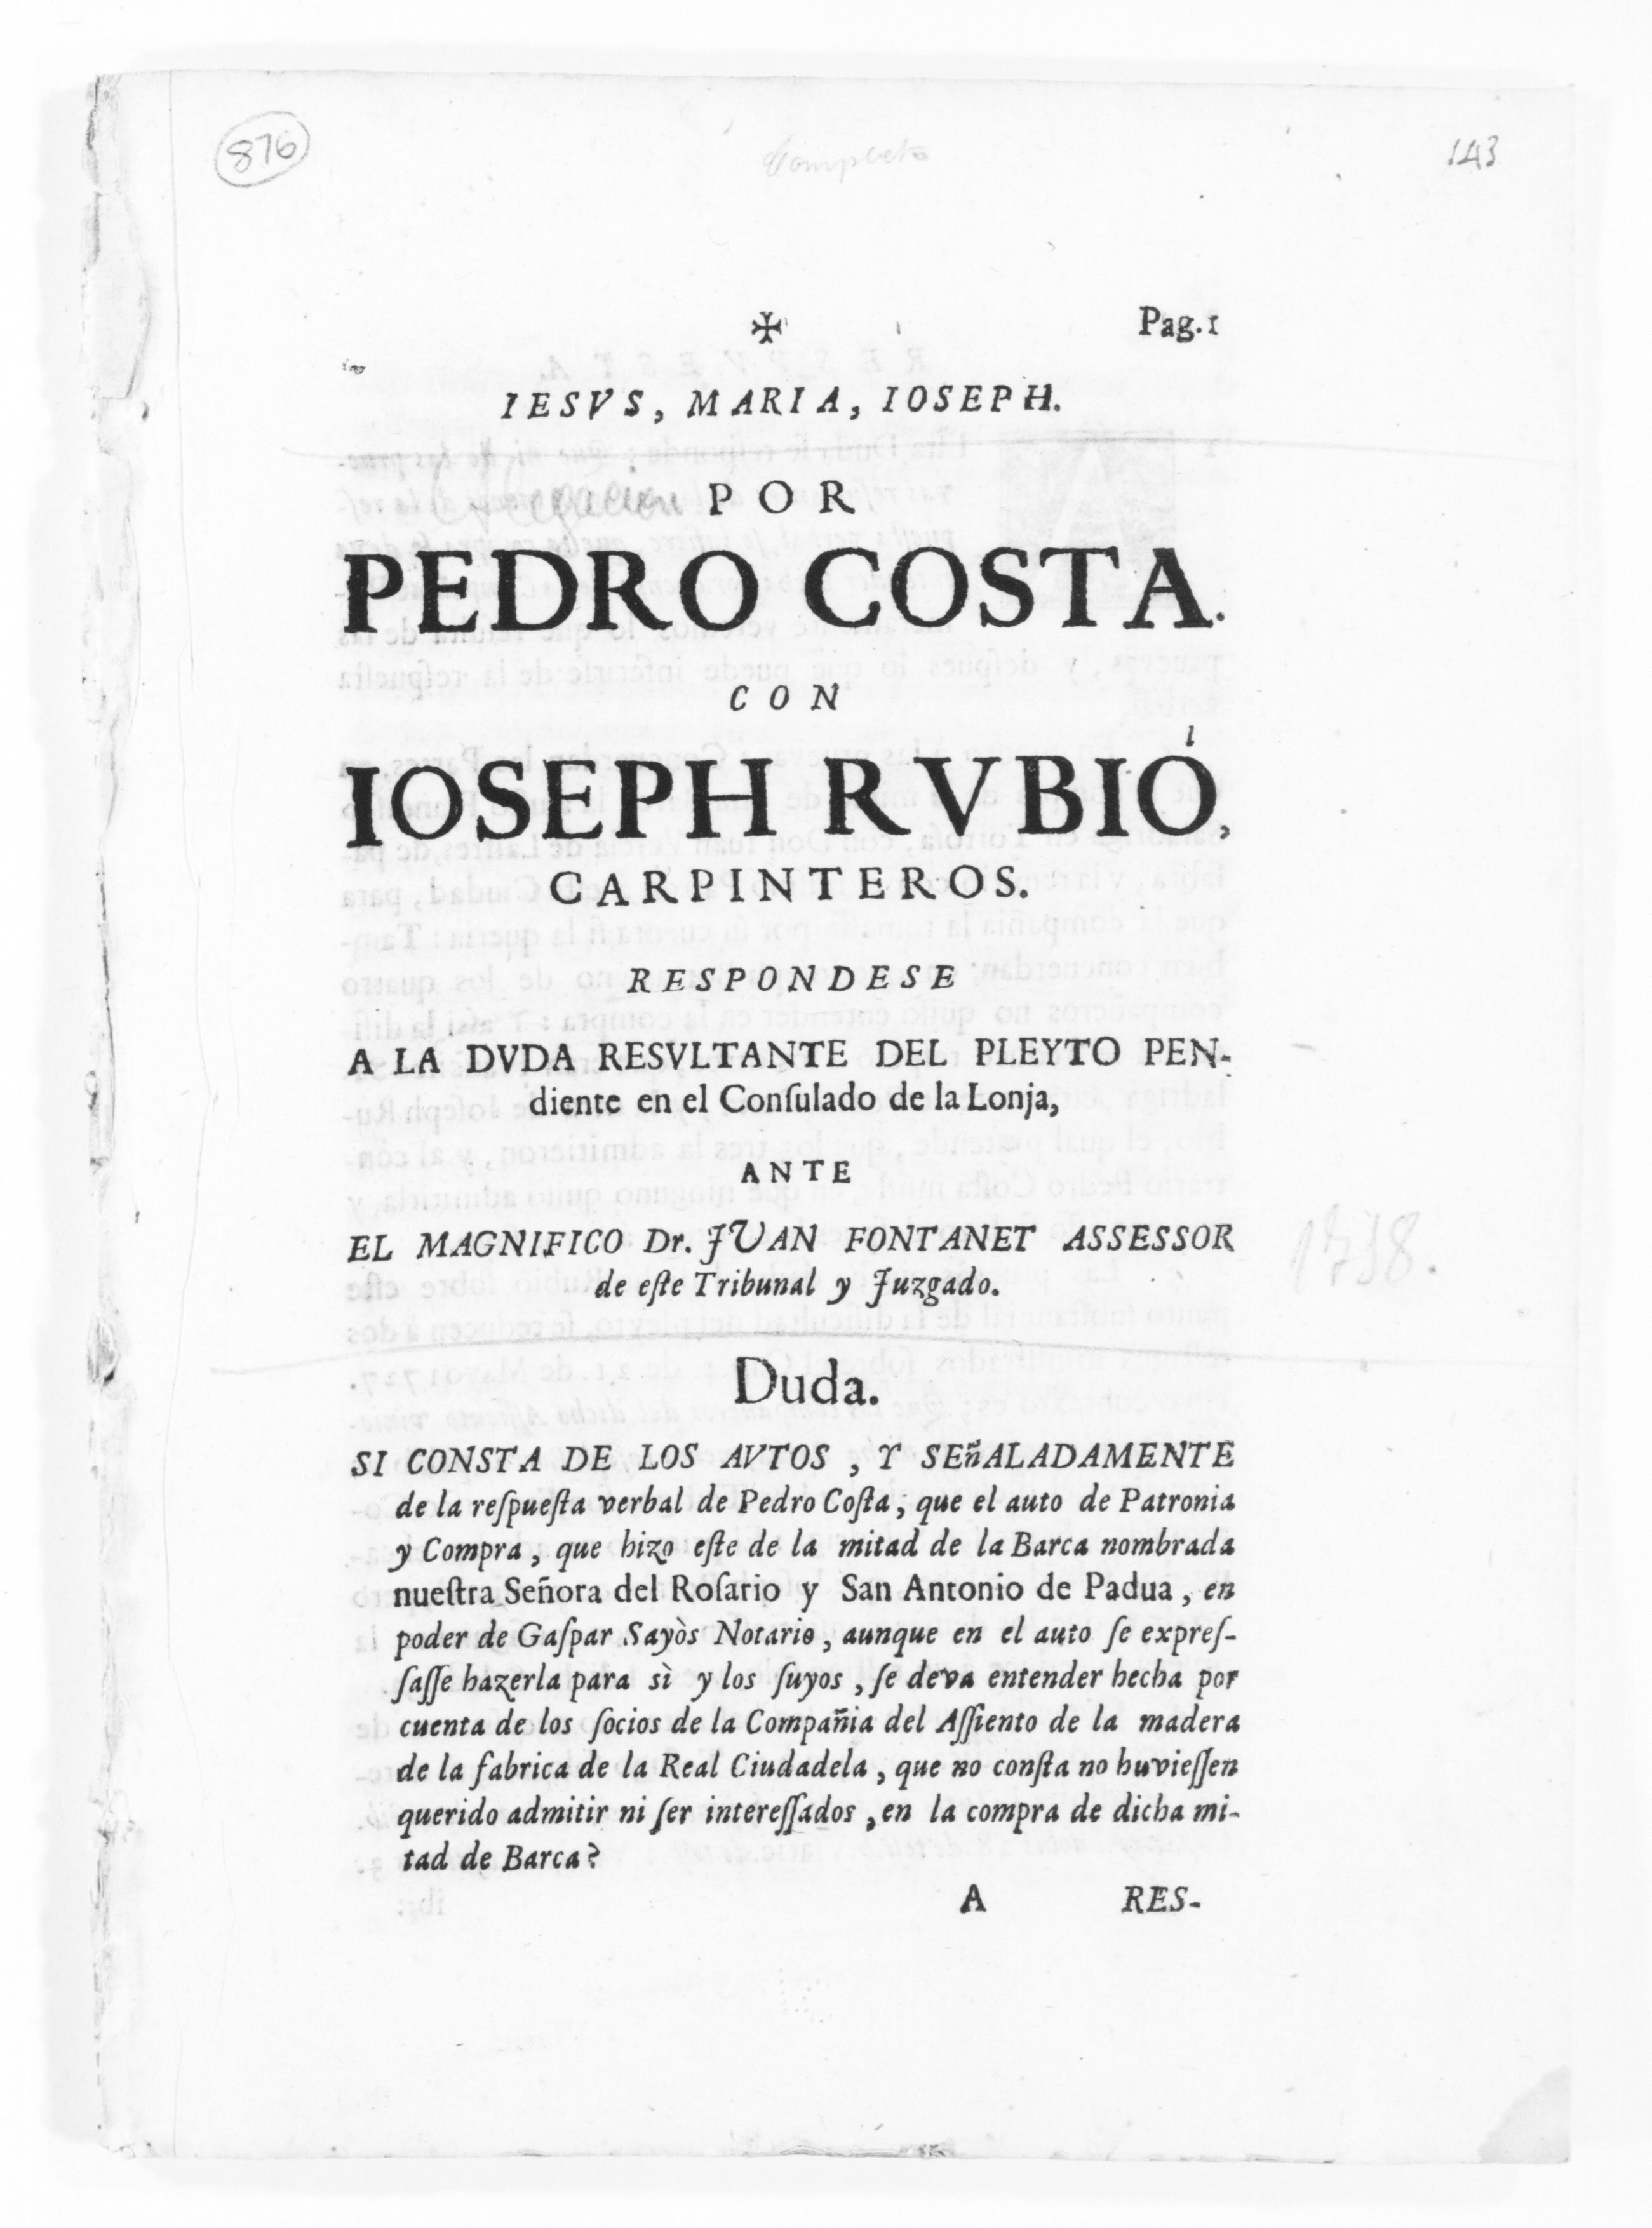 876
Completo
143
✠ Pag.1
IESVS, MARIA, IOSEPH.
POR
PEDRO COSTA.
CON
IOSEPH RVBIÓ,
CARPINTEROS.
RESPONDESE
A LA DVDA RESVLTANTE DEL PLEYTO PEN-
diente en el Conſulado de la Lonja,
ANTE
EL MAGNIFICO Dr. JUAN FONTANET ASSESSOR
de eſte Tribunal y Juzgado.
1738.
Duda.
SI CONSTA DE LOS AVTOS , Y SEñALADAMENTE
de la reſpueſta verbal de Pedro Coſta, que el auto de Patronia
y Compra, que hizo eſte de la mitad de la Barca nombrada
nueſtra Señora del Roſario y San Antonio de Padua, en
poder de Gaſpar Sayòs Notario, aunque en el auto ſe expreſ-
ſaſſe hazerla para sì y los ſuyos, ſe deva entender hecha por
cuenta de los ſocios de la Compañia del Aſſiento de la madera
de la fabrica de la Real Ciudadela, que no conſta no huvieſſen
querido admitir ni ſer intereſſados, en la compra de dicha mi-
tad de Barca?
A RES-